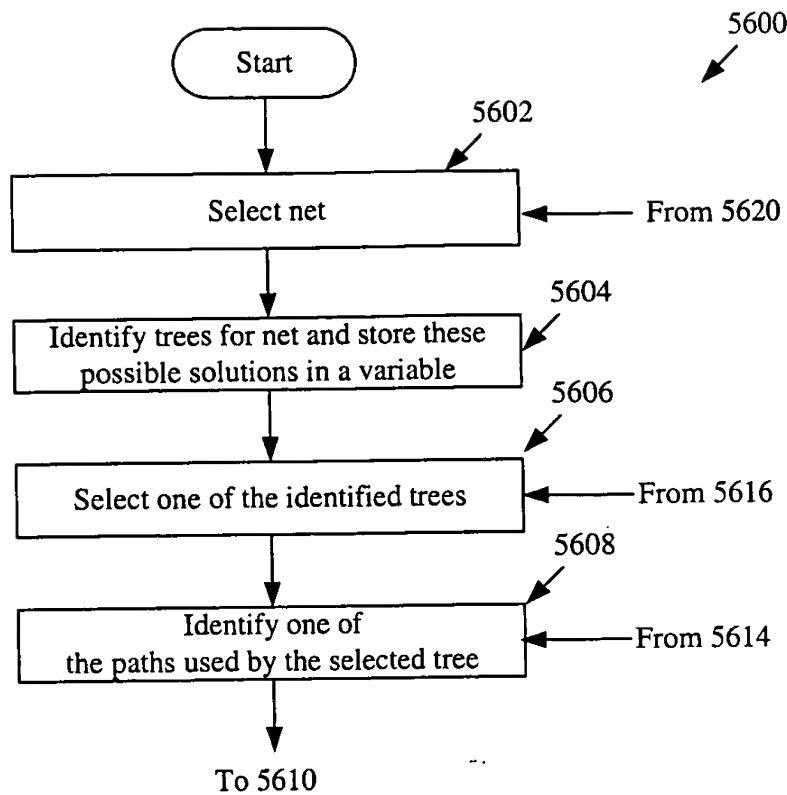 5600
Start
5602
Select net
From 5620
5604
Identify trees for net and store these
possible solutions in a variable
5606
Select one of the identified trees
From 5616
5608
Identify one of
the paths used by the selected tree
From 5614
To 5610